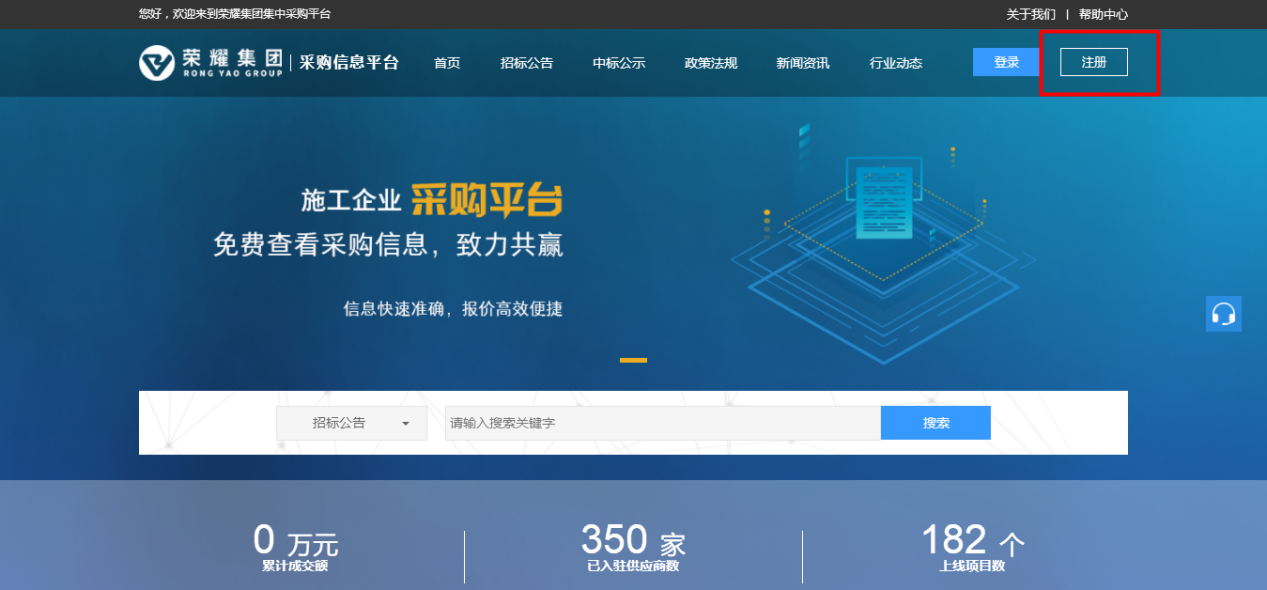 您好，欢迎来到荣耀集团集中采购平台
关于我们 | 帮助中心
荣耀集团 | 采购信息平台
RONG YAO GROUP
首页 招标公告 中标公示 政策法规 新闻资讯 行业动态 登录 注册
施工企业 采购平台
免费查看采购信息，致力共赢
信息快速准确，报价高效便捷
招标公告 请输入搜索关键字 搜索
0 万元 350 家 182 个
累计成交额 已入驻供应商数 上线项目数